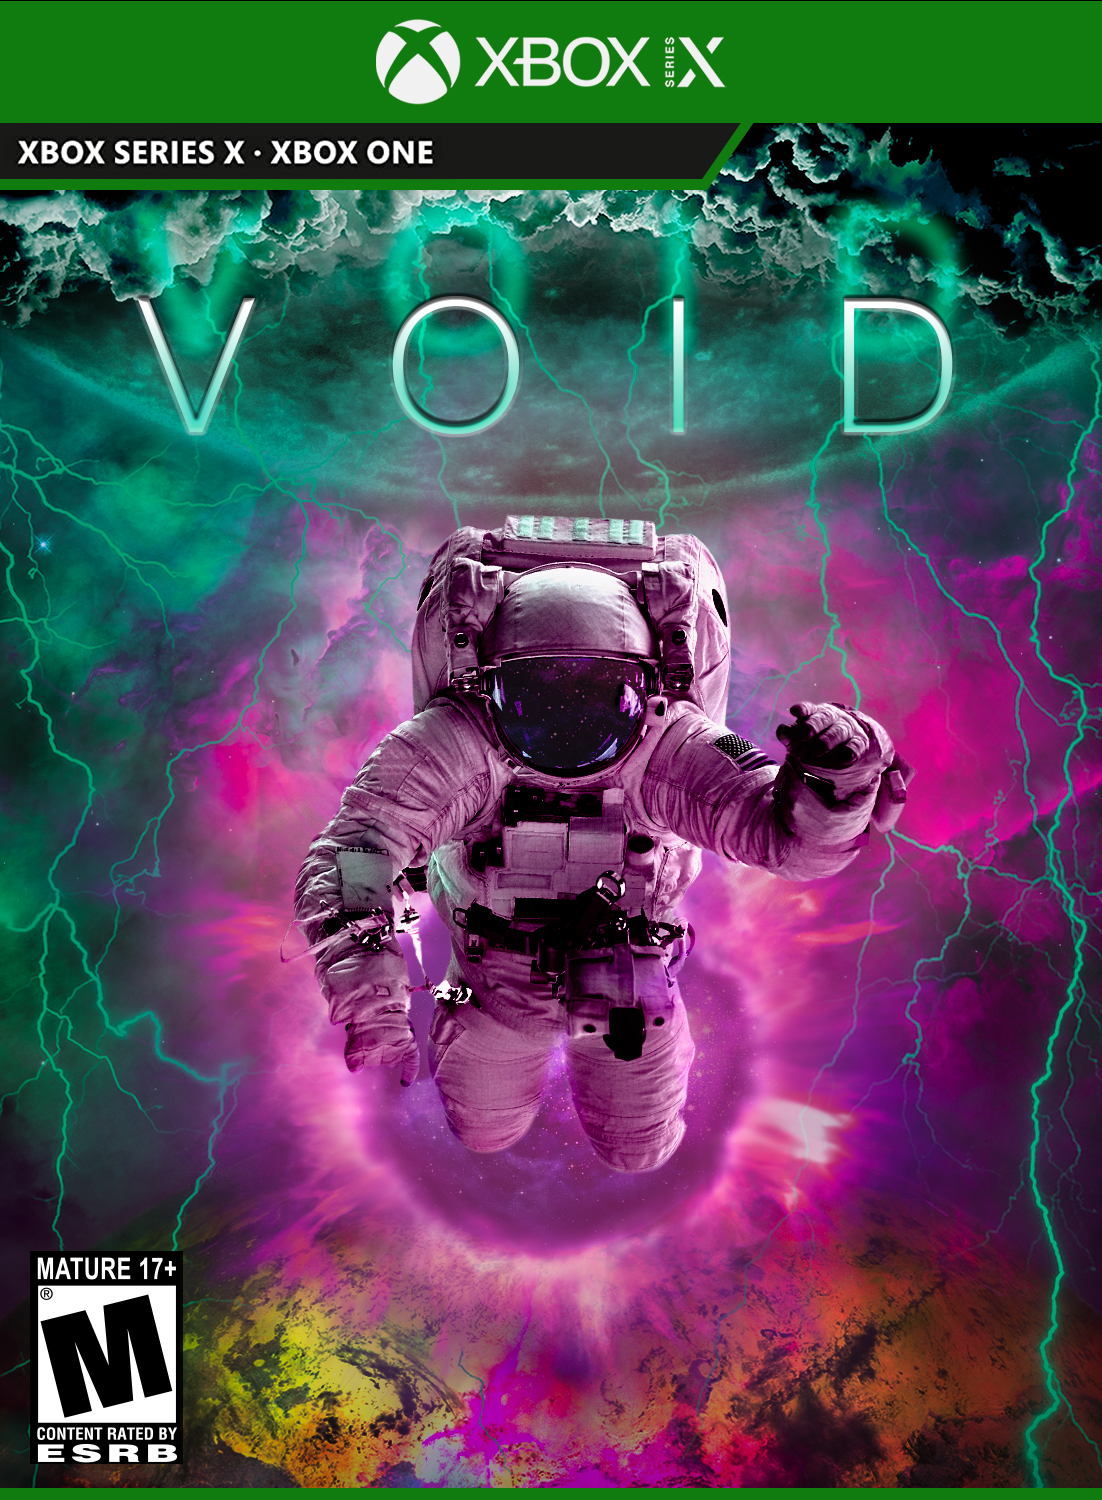 XBOX SERIES X
XBOX SERIES X · XBOX ONE
VOID
MATURE 17+
®
M
CONTENT RATED BY
ESRB